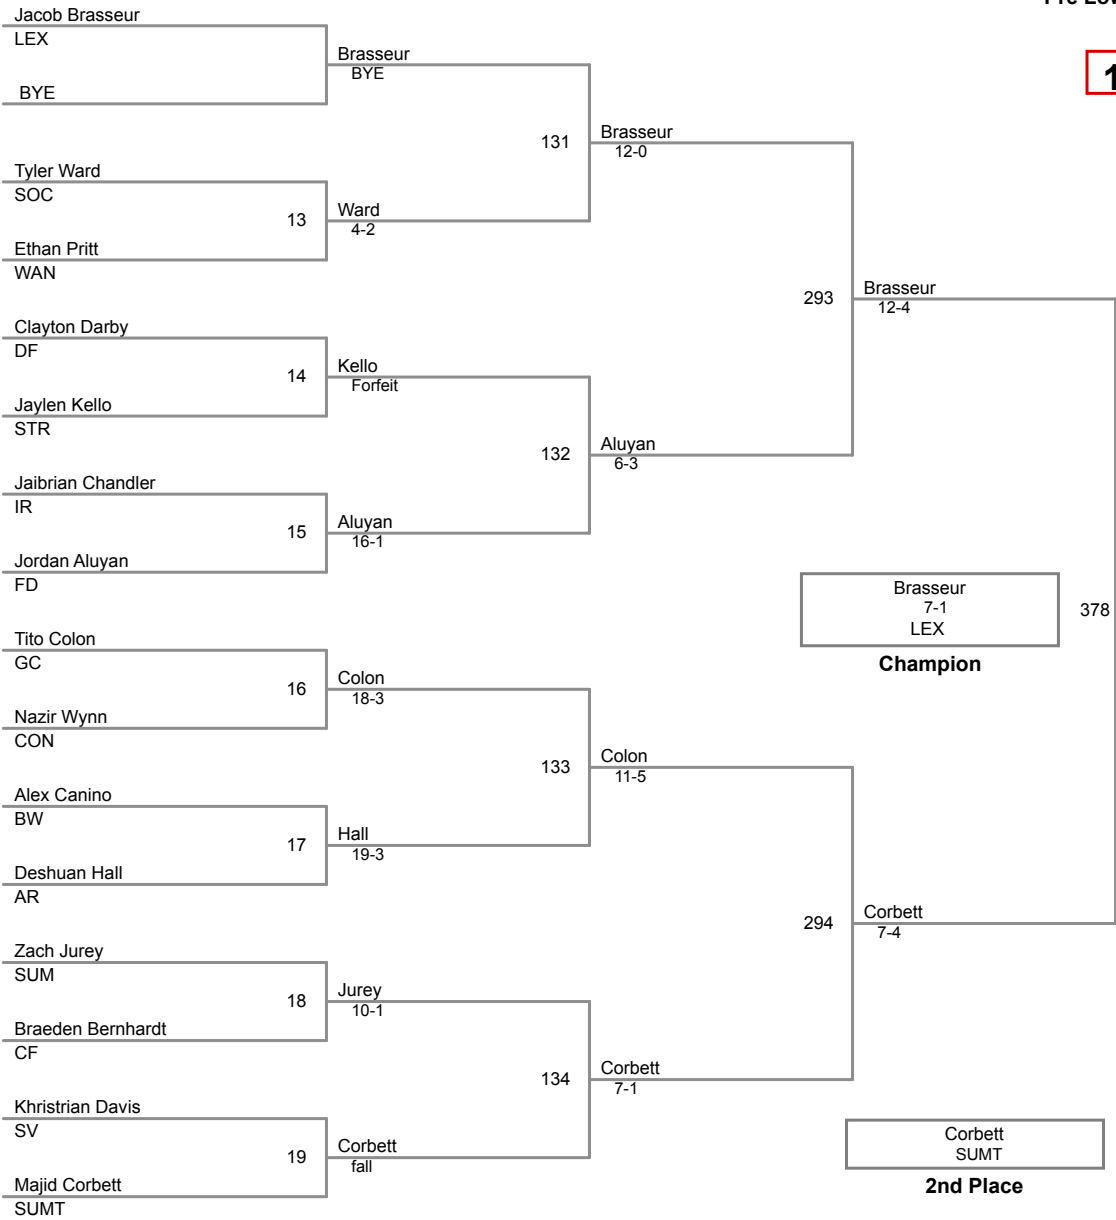 Jacob Brasseur
LEX
Brasseur
BYE
BYE
1
131
Brasseur
12-0
Tyler Ward
SOC
13
Ward
4-2
Ethan Pritt
WAN
293
Brasseur
12-4
Clayton Darby
DF
14
Kello
Forfeit
Jaylen Kello
STR
132
Aluyan
6-3
Jaibrian Chandler
IR
15
Aluyan
16-1
Jordan Aluyan
FD
Brasseur
7-1
LEX
378
Champion
Tito Colon
GC
16
Colon
18-3
Nazir Wynn
CON
133
Colon
11-5
Alex Canino
BW
17
Hall
19-3
Deshuan Hall
AR
294
Corbett
7-4
Zach Jurey
SUM
18
Jurey
10-1
Braeden Bernhardt
CF
134
Corbett
7-1
Khristrian Davis
SV
19
Corbett
fall
Majid Corbett
SUMT
Corbett
SUMT
2nd Place